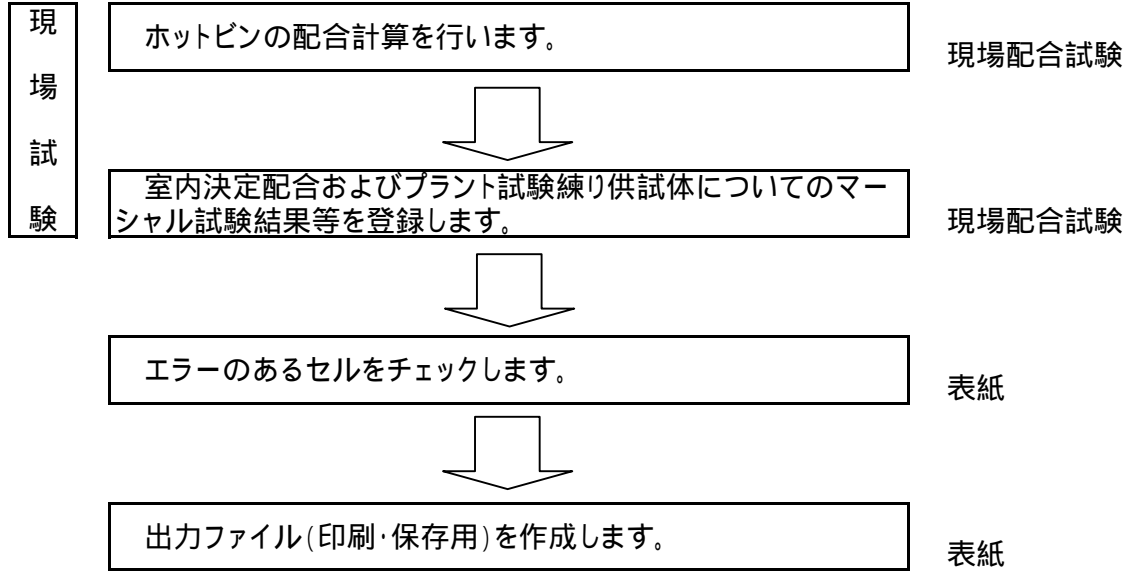 現場試験
ホットビンの配合計算を行います。
現場配合試験
室内決定配合およびプラント試験練り供試体についてのマー
シャル試験結果等を登録します。
現場配合試験
エラーのあるセルをチェックします。
表紙
出力ファイル(印刷・保存用)を作成します。
表紙